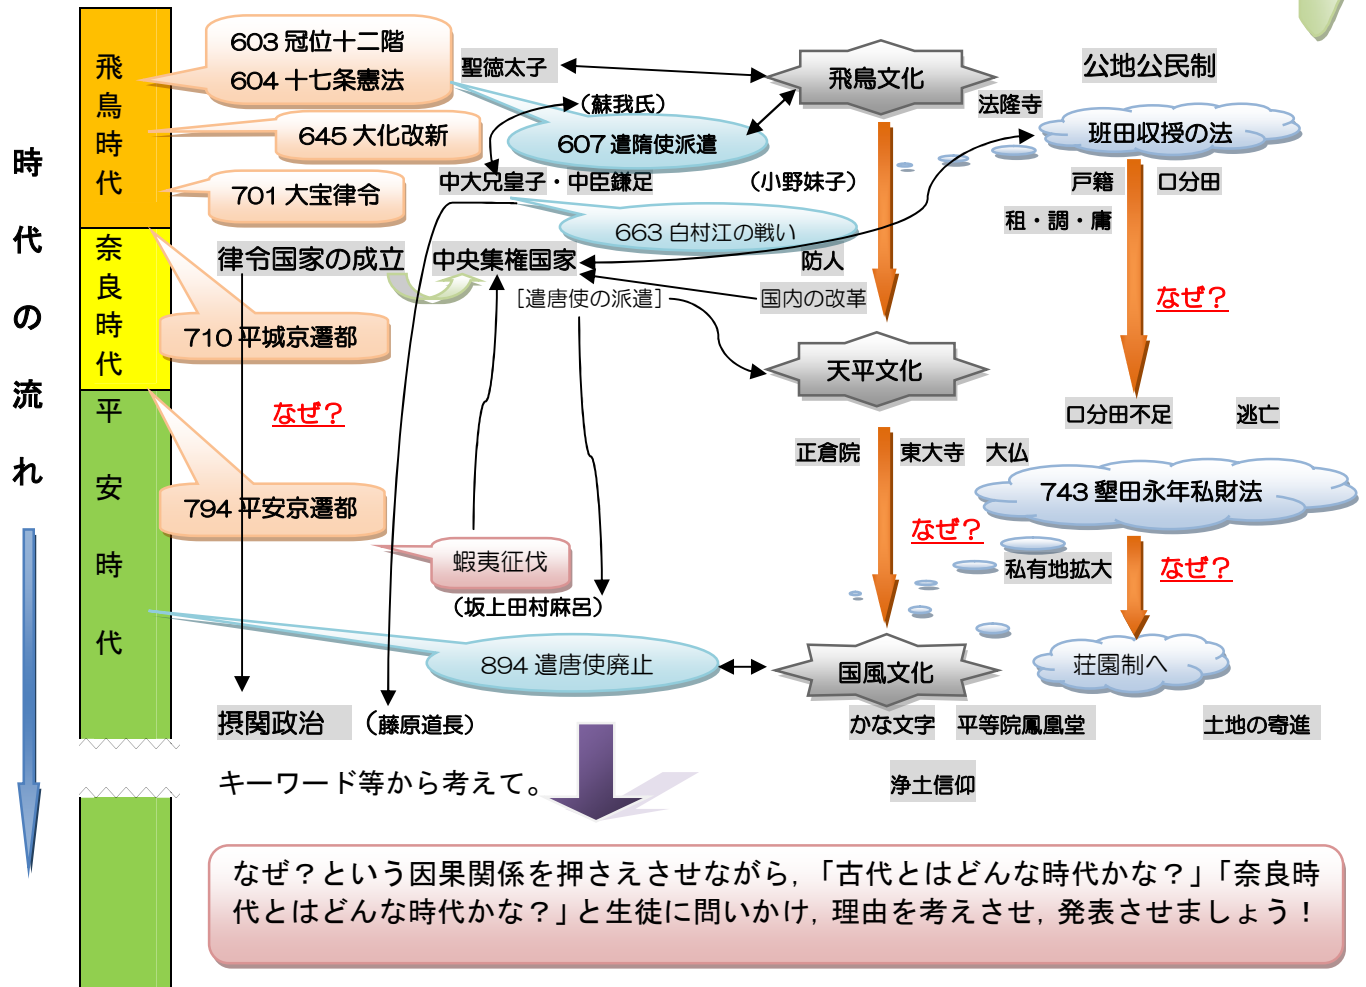 時代の流れ
飛鳥時代
奈良時代
平安時代
603 冠位十二階
604 十七条憲法
645 大化改新
701 大宝律令
聖徳太子
(蘇我氏)
607 遣隋使派遣
中大兄皇子・中臣鎌足
(小野妹子)
663 白村江の戦い
飛鳥文化
法隆寺
公地公民制
班田収授の法
戸籍
口分田
租・調・庸
律令国家の成立
中央集権国家
防人
[遣唐使の派遣]
国内の改革
なぜ？
710 平城京遷都
天平文化
なぜ？
口分田不足
逃亡
正倉院
東大寺
大仏
743 墾田永年私財法
794 平安京遷都
なぜ？
蝦夷征伐
私有地拡大
なぜ？
(坂上田村麻呂)
894 遣唐使廃止
国風文化
荘園制へ
摂関政治
(藤原道長)
かな文字
平等院鳳凰堂
土地の寄進
キーワード等から考えて。
浄土信仰
なぜ？という因果関係を押さえさせながら，「古代とはどんな時代かな？」「奈良時
代とはどんな時代かな？」と生徒に問いかけ，理由を考えさせ，発表させましょう！